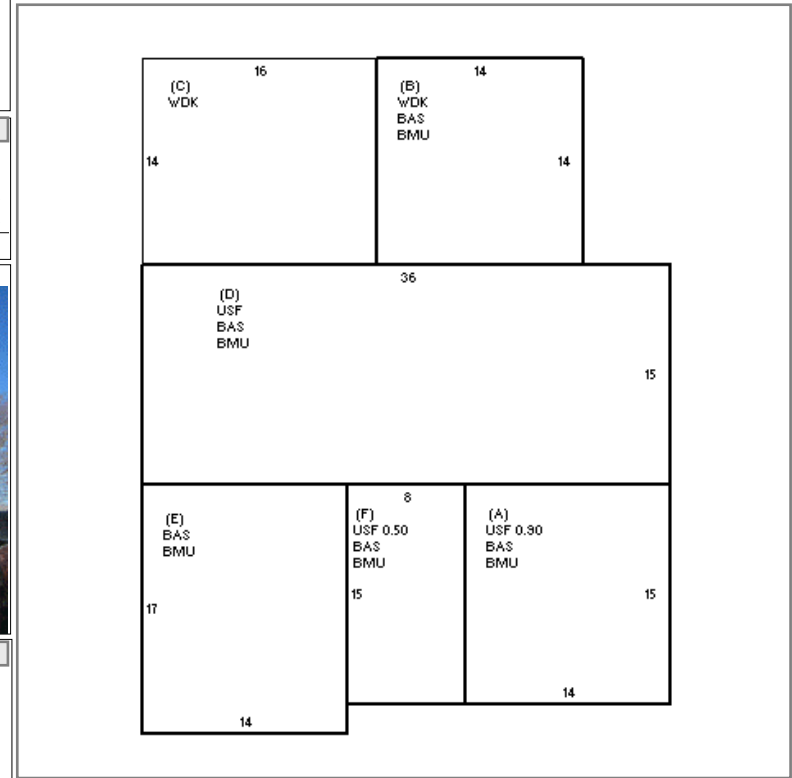 16
(C)
WDK
14
14
(B)
WDK
BAS
BMU
14
36
(D)
USF
BAS
BMU
15
(E)
BAS
BMU
17
14
8
(F)
USF 0.50
BAS
BMU
15
(A)
USF 0.90
BAS
BMU
15
14